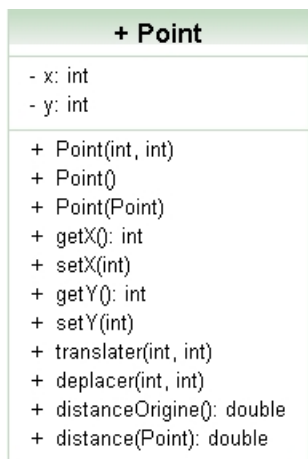 + Point
- x: int
- y: int
+ Point(int, int)
+ Point()
+ Point(Point)
+ getX(): int
+ setX(int)
+ getY(): int
+ setY(int)
+ translater(int, int)
+ deplacer(int, int)
+ distanceOrigine(): double
+ distance(Point): double